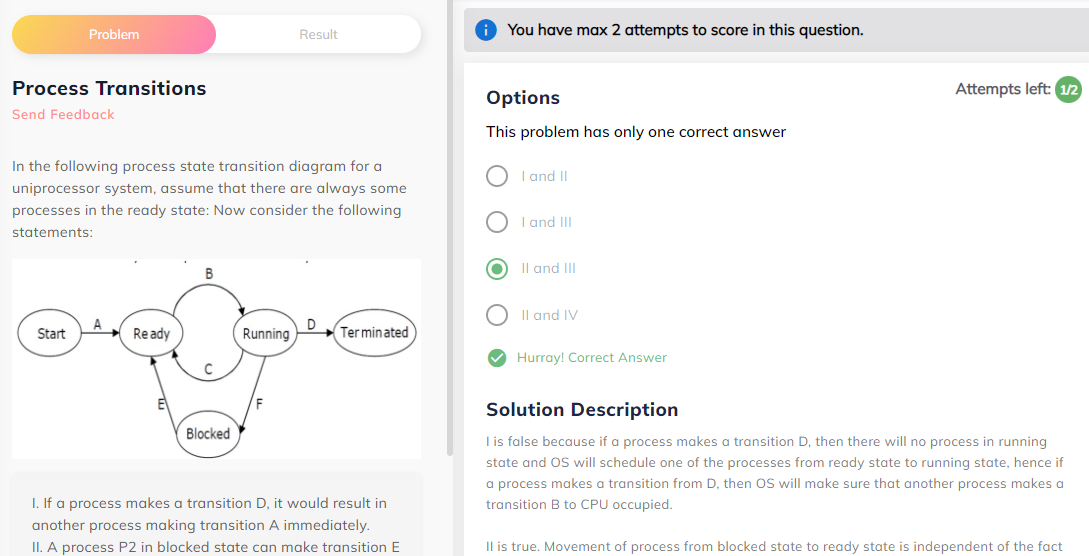 Problem
Result
Process Transitions
Send Feedback
In the following process state transition diagram for a
uniprocessor system, assume that there are always some
processes in the ready state: Now consider the following
statements:
B
Start
A
Ready
Running
D
Terminated
C
E
F
Blocked
I. If a process makes a transition D, it would result in
another process making transition A immediately.
II. A process P2 in blocked state can make transition E
You have max 2 attempts to score in this question.
Attempts left: 1/2
Options
This problem has only one correct answer
I and II
I and III
II and III
II and IV
Hurray! Correct Answer
Solution Description
I is false because if a process makes a transition D, then there will no process in running
state and OS will schedule one of the processes from ready state to running state, hence if
a process makes a transition from D, then OS will make sure that another process makes a
transition B to CPU occupied.
II is true. Movement of process from blocked state to ready state is independent of the fact